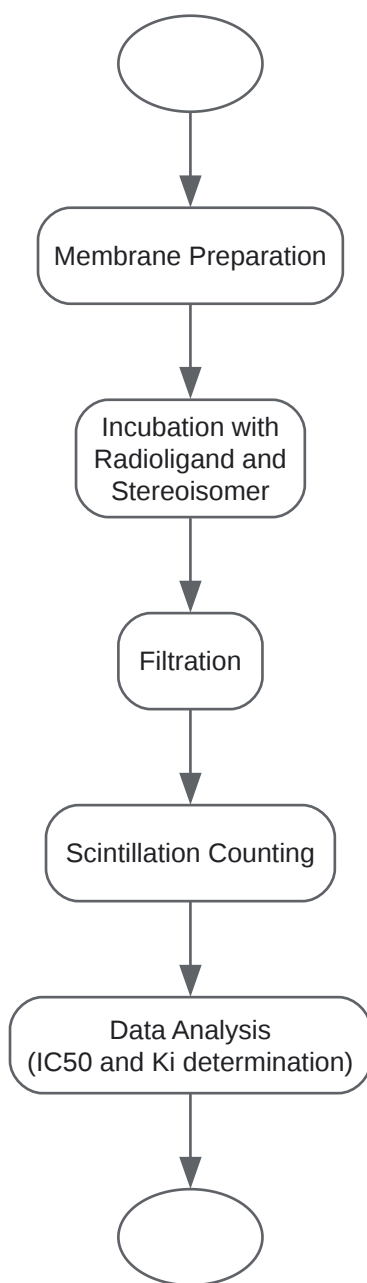 Membrane Preparation
Incubation with
Radioligand and
Stereoisomer
Filtration
Scintillation Counting
Data Analysis
(IC50 and Ki determination)